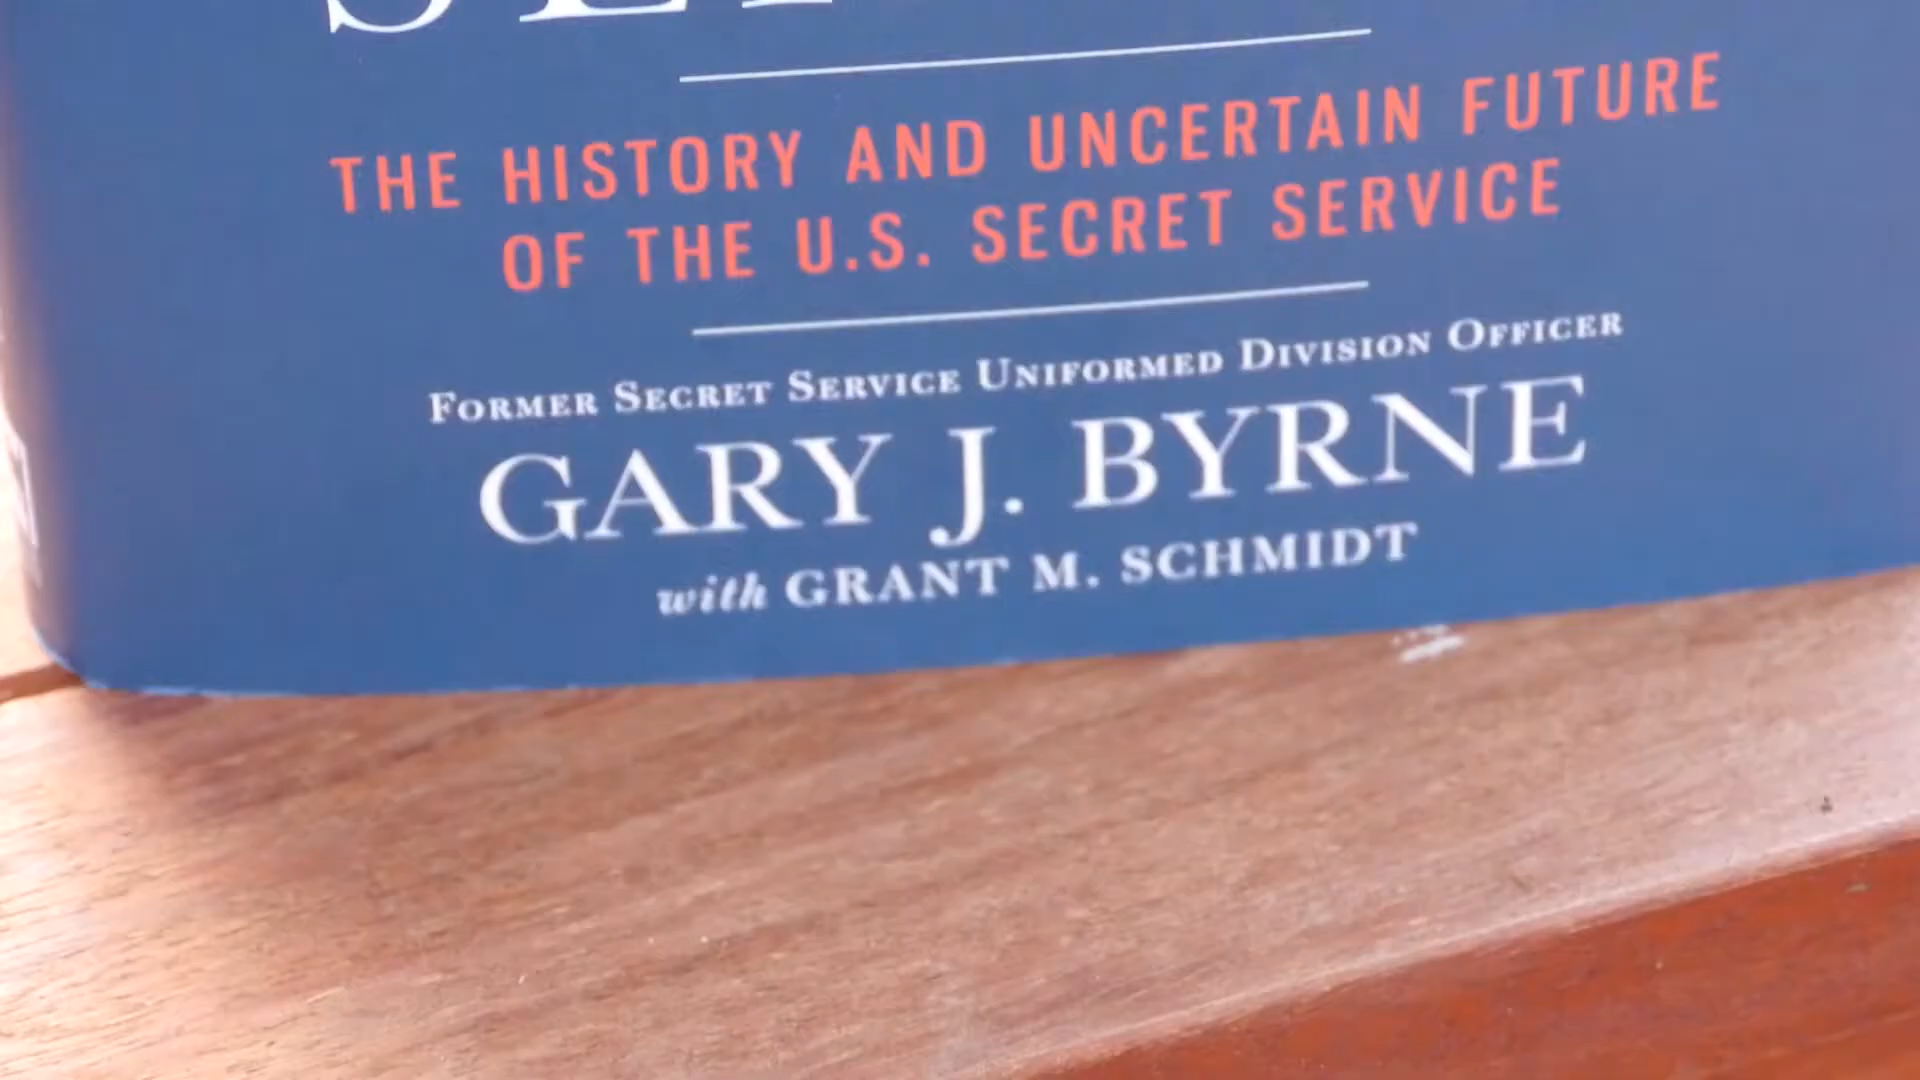 THE HISTORY AND UNCERTAIN FUTURE
OF THE U.S. SECRET SERVICE
FORMER SECRET SERVICE UNIFORMED DIVISION OFFICER
GARY J. BYRNE
with GRANT M. SCHMIDT